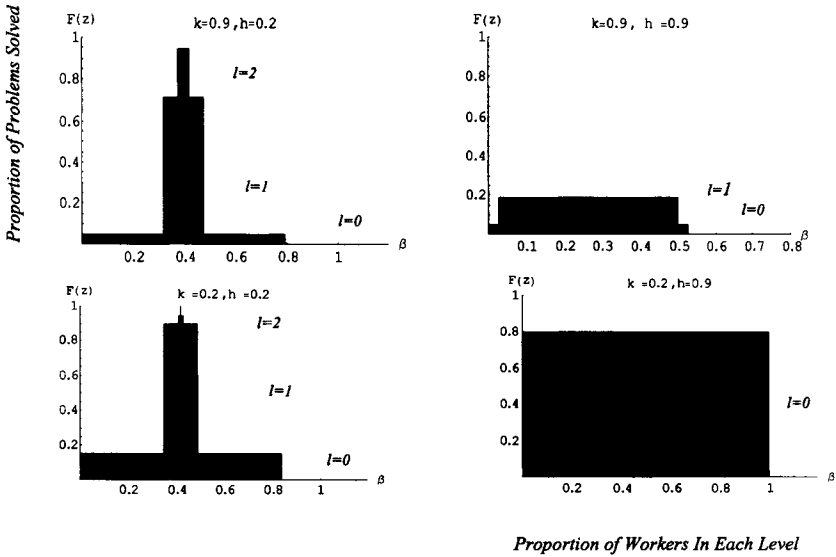 Proportion of Problems Solved
F(z)
k=0.9,h=0.2
1
0.8
0.6
0.4
0.2
l=2
l=1
l=0
0.2 0.4 0.6 0.8 1 β
F(z)
k=0.9, h =0.9
1
0.8
0.6
0.4
0.2
l=1
l=0
0.1 0.2 0.3 0.4 0.5 0.6 0.7 0.8 β
F(z)
k =0.2,h =0.2
1
0.8
0.6
0.4
0.2
l=2
l=1
l=0
0.2 0.4 0.6 0.8 1 β
F(z)
k =0.2,h=0.9
1
0.8
0.6
0.4
0.2
l=0
0.2 0.4 0.6 0.8 1 β
Proportion of Workers In Each Level